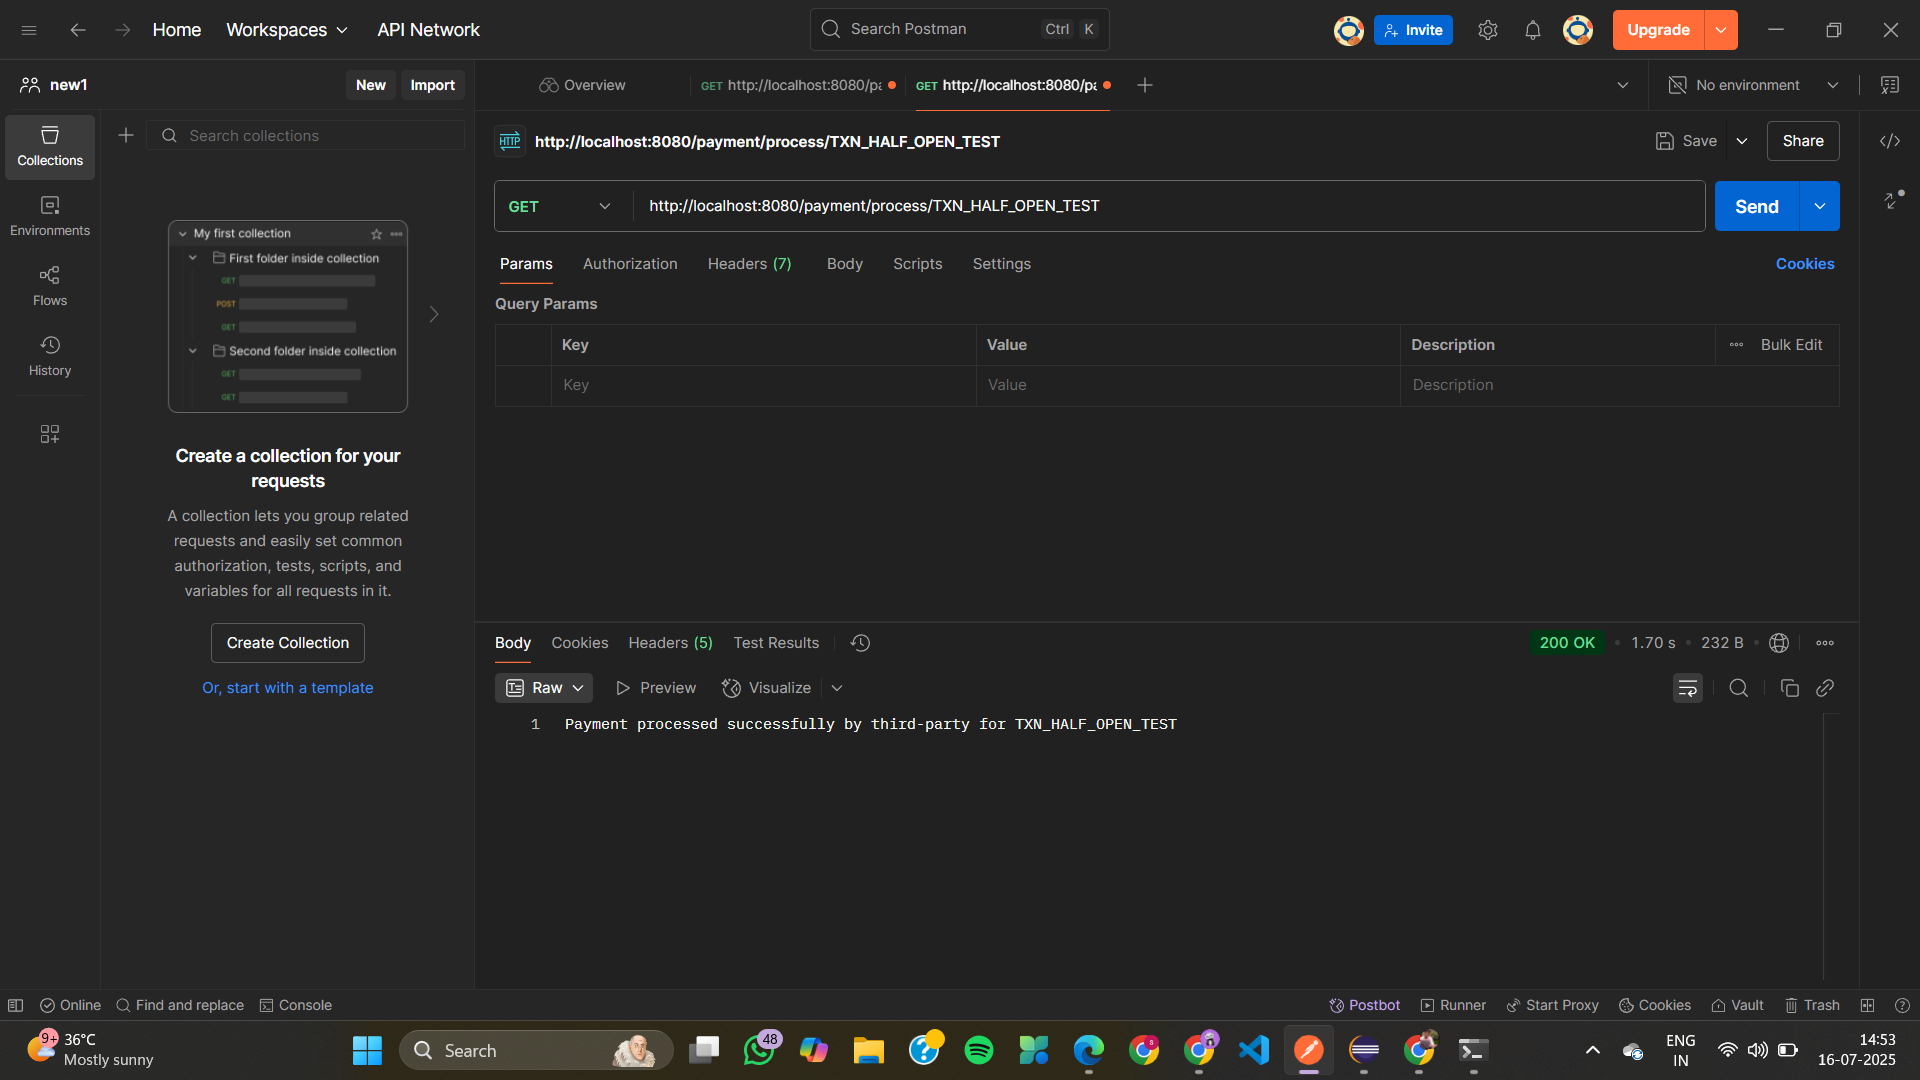 Home
Workspaces
API Network
Search Postman
Ctrl
K
Invite
Upgrade
new1
New
Import
Overview
GET http://localhost:8080/pa
GET http://localhost:8080/pa
No environment
Collections
Search collections
HTTP
http://localhost:8080/payment/process/TXN_HALF_OPEN_TEST
Save
Share
Environments
GET
http://localhost:8080/payment/process/TXN_HALF_OPEN_TEST
Send
My first collection
First folder inside collection
GET
POST
GET
Second folder inside collection
GET
GET
Flows
History
Params
Authorization
Headers (7)
Body
Scripts
Settings
Cookies
Query Params
Key
Value
Description
Bulk Edit
Key
Value
Description
Create a collection for your
requests
A collection lets you group related
requests and easily set common
authorization, tests, scripts, and
variables for all requests in it.
Create Collection
Or, start with a template
Body
Cookies
Headers (5)
Test Results
200 OK
1.70 s
232 B
Raw
Preview
Visualize
1
Payment processed successfully by third-party for TXN_HALF_OPEN_TEST
Online
Find and replace
Console
Postbot
Runner
Start Proxy
Cookies
Vault
Trash
9+
36°C
Mostly sunny
Search
48
s
ENG
IN
14:53
16-07-2025